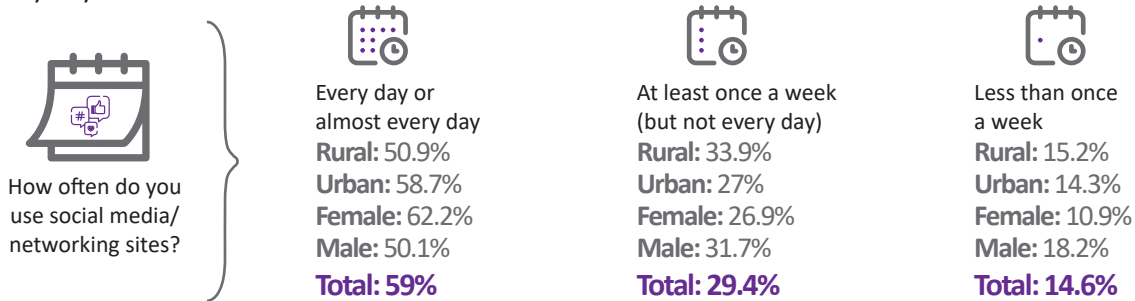 How often do you
use social media/
networking sites?
#
Every day or
almost every day
Rural: 50.9%
Urban: 58.7%
Female: 62.2%
Male: 50.1%
Total: 59%
At least once a week
(but not every day)
Rural: 33.9%
Urban: 27%
Female: 26.9%
Male: 31.7%
Total: 29.4%
Less than once
a week
Rural: 15.2%
Urban: 14.3%
Female: 10.9%
Male: 18.2%
Total: 14.6%